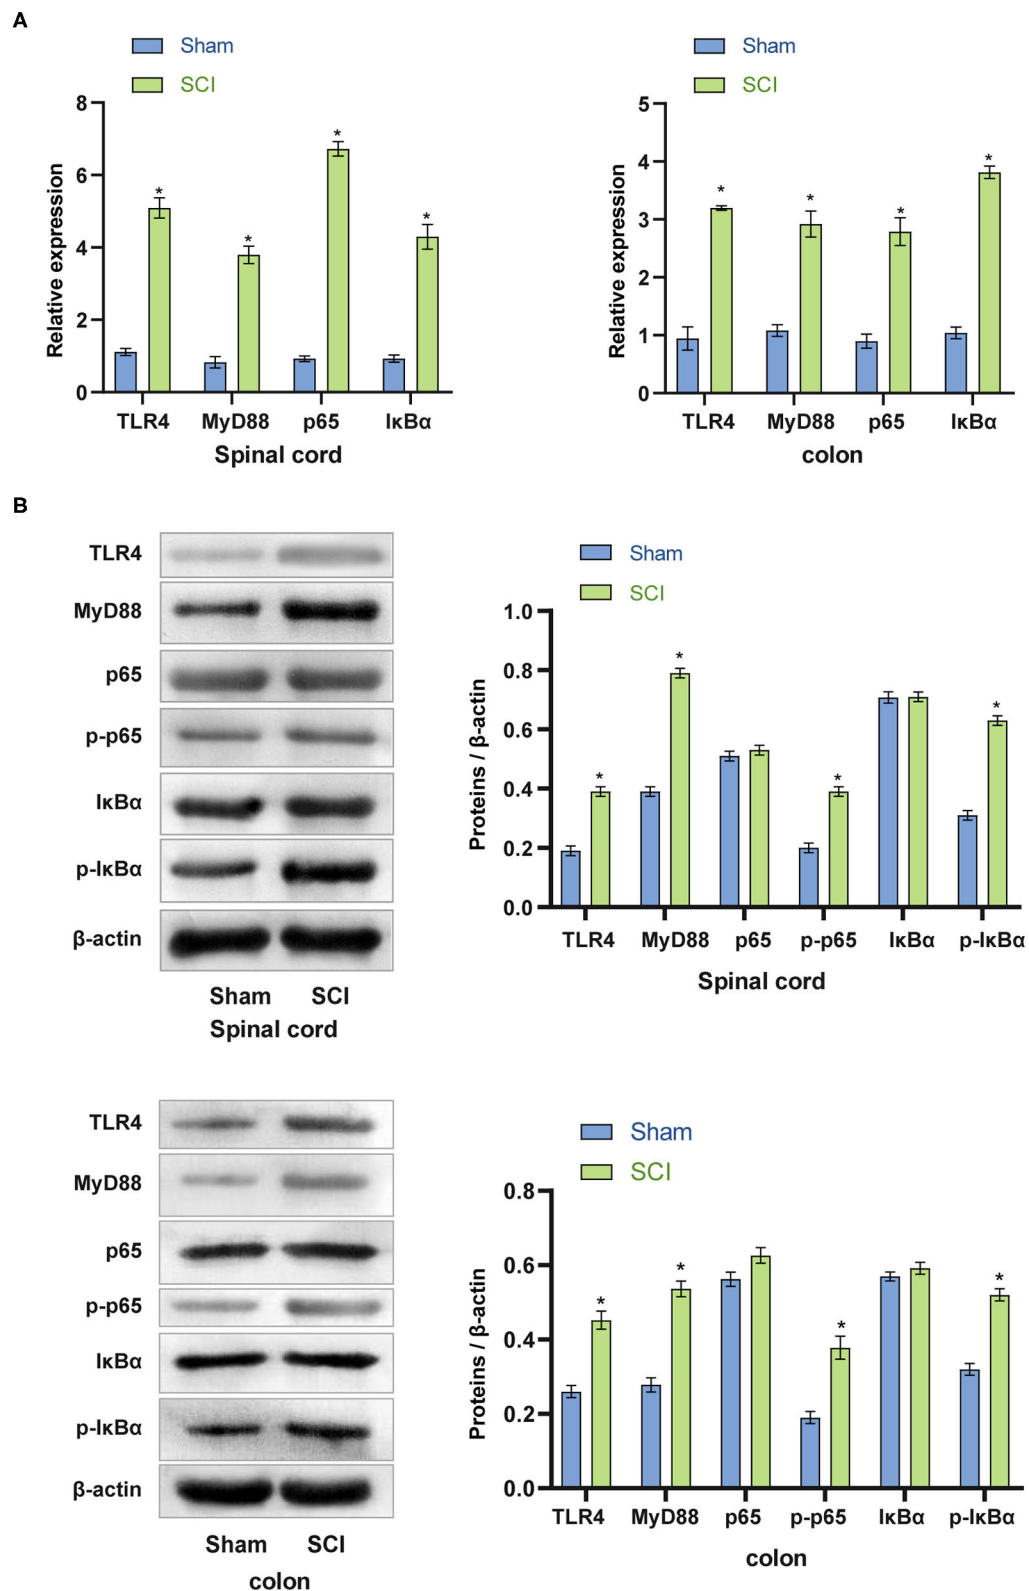 A
Sham
SCI
8
6
4
2
0
Relative expression
*
*
*
*
TLR4 MyD88 p65 IκBα
Spinal cord
Sham
SCI
5
4
3
2
1
0
Relative expression
*
*
*
*
TLR4 MyD88 p65 IκBα
colon
B
TLR4
MyD88
p65
p-p65
IκBα
p-IκBα
β-actin
Sham SCI
Spinal cord
Sham
SCI
1.0
0.8
0.6
0.4
0.2
0.0
Proteins / β-actin
*
*
*
*
TLR4 MyD88 p65 p-p65 IκBα p-IκBα
Spinal cord
TLR4
MyD88
p65
p-p65
IκBα
p-IκBα
β-actin
Sham SCI
colon
Sham
SCI
0.8
0.6
0.4
0.2
0.0
Proteins / β-actin
*
*
*
*
TLR4 MyD88 p65 p-p65 IκBα p-IκBα
colon